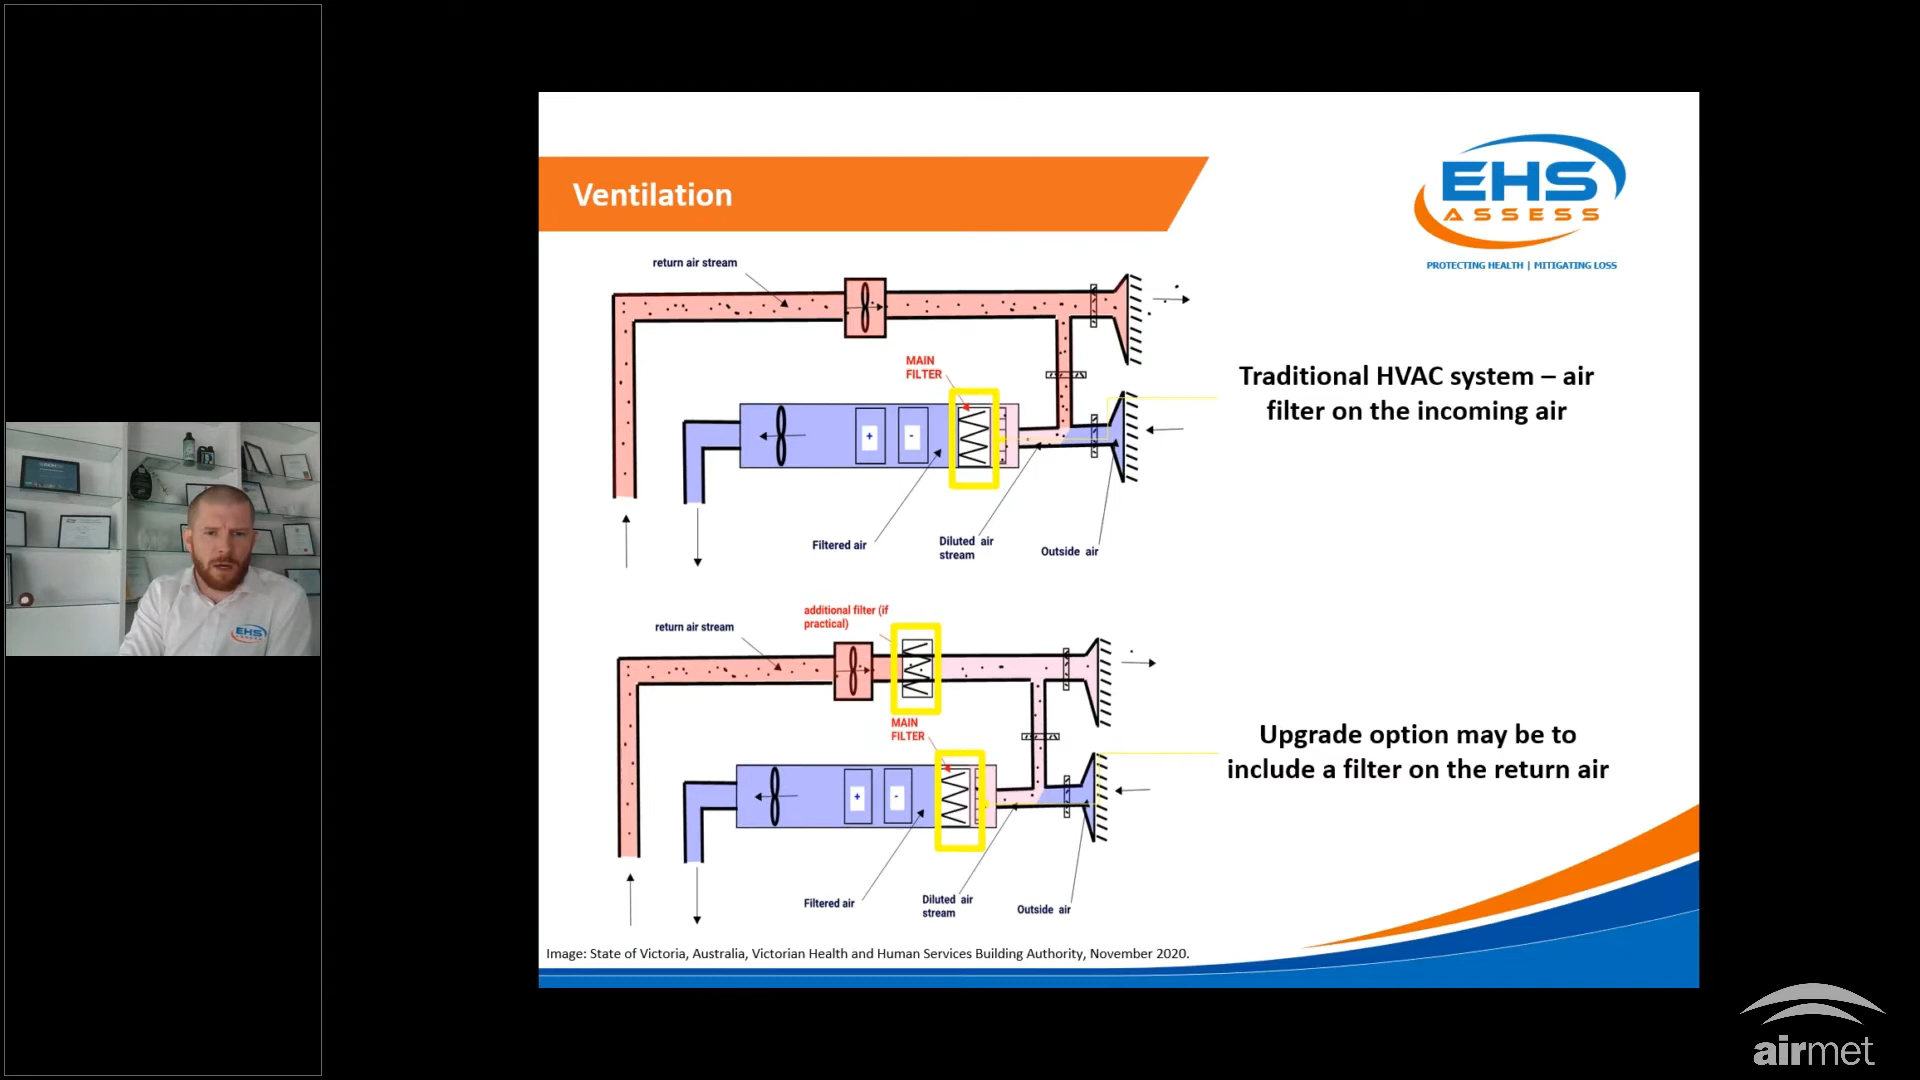 Ventilation
EHS
ASSESS
PROTECTING HEALTH | MITIGATING LOSS
return air stream
MAIN
FILTER
+
-
Filtered air
Diluted air
stream
Outside air
Traditional HVAC system – air
filter on the incoming air
additional filter (if
practical)
return air stream
MAIN
FILTER
+
-
Filtered air
Diluted air
stream
Outside air
Upgrade option may be to
include a filter on the return air
Image: State of Victoria, Australia, Victorian Health and Human Services Building Authority, November 2020.
EHS
ASSESS
airmet